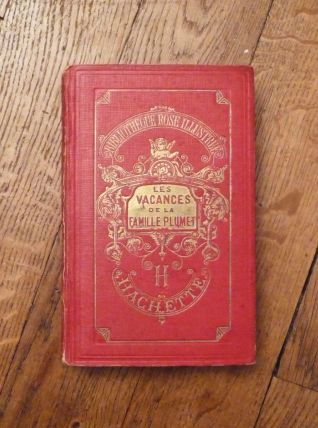 BIBLIOTHÈQUE ROSE ILLUSTRÉE
LES
VACANCES
DE LA
FAMILLE PLUMET
H
HACHETTE